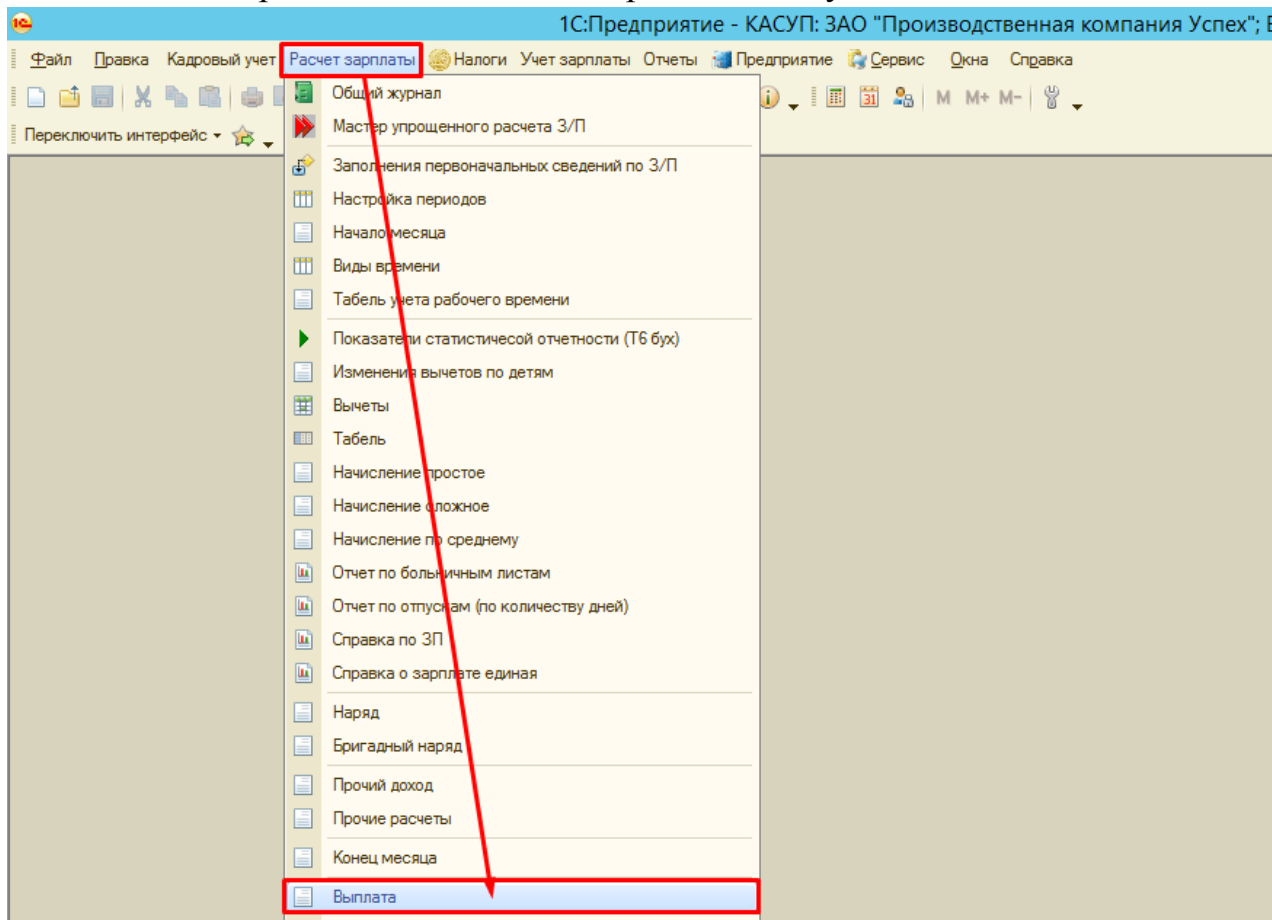 1С:Предприятие - КАСУП: ЗАО "Производственная компания Успех";
Файл Правка Кадровый учет Расчет зарплаты Налоги Учет зарплаты Отчеты Предприятие Сервис Окна Справка
31 M M+ M-
Переключить интерфейс
Общий журнал
Мастер упрощенного расчета З/П
Заполнения первоначальных сведений по З/П
Настройка периодов
Начало месяца
Виды времени
Табель учета рабочего времени
Показатели статистичесой отчетности (Т6 бух)
Изменения вычетов по детям
Вычеты
Табель
Начисление простое
Начисление сложное
Начисление по среднему
Отчет по больничным листам
Отчет по отпускам (по количеству дней)
Справка по ЗП
Справка о зарплате единая
Наряд
Бригадный наряд
Прочий доход
Прочие расчеты
Конец месяца
Выплата